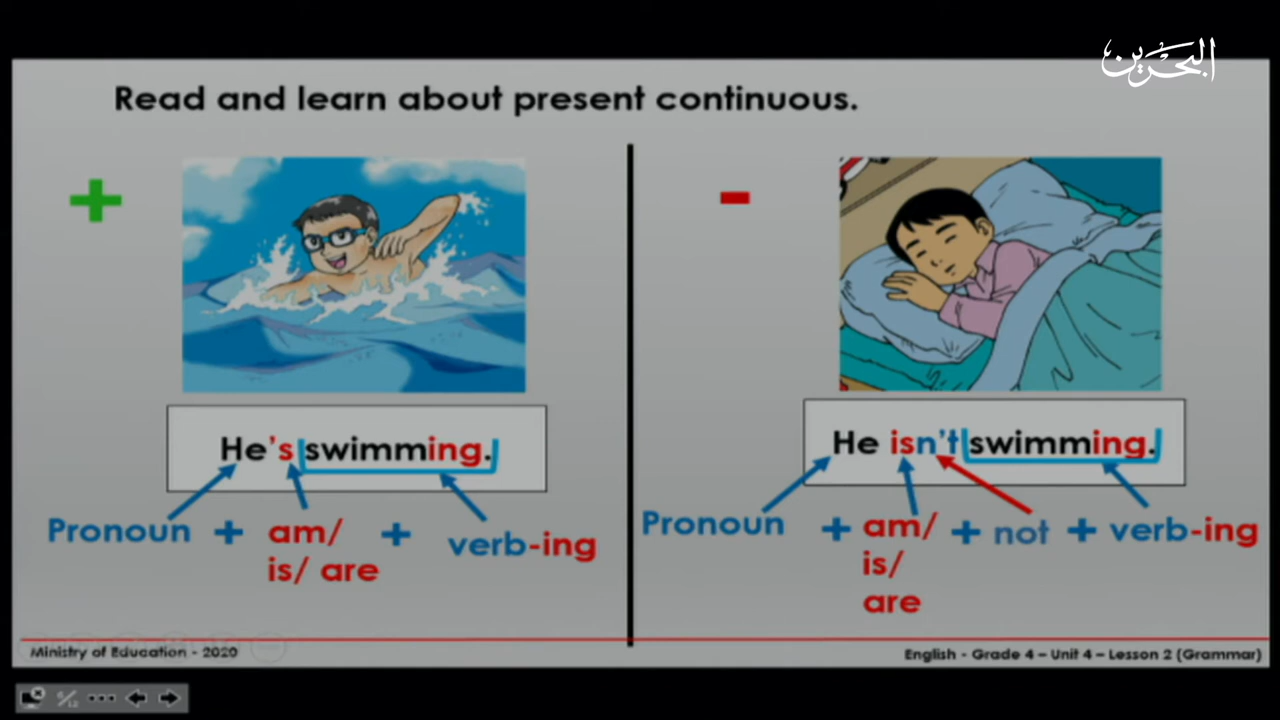 البحرين
Read and learn about present continuous.
+
-
He's swimming.
Pronoun + am/ is/ are + verb-ing
He isn't swimming.
Pronoun + am/ is/ are + not + verb-ing
Ministry of Education - 2020
English - Grade 4 – Unit 4 – Lesson 2 (Grammar)